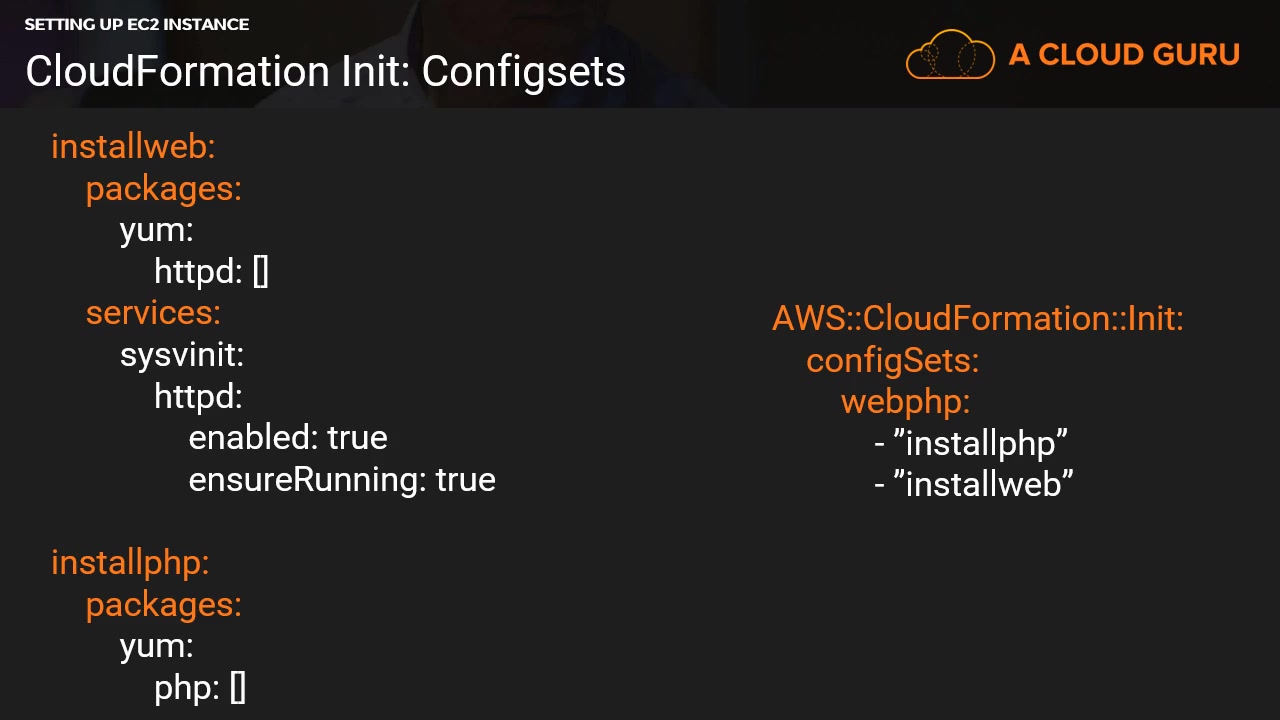 SETTING UP EC2 INSTANCE
CloudFormation Init: Configsets
A CLOUD GURU
installweb:
packages:
yum:
httpd: []
services:
sysvinit:
httpd:
enabled: true
ensureRunning: true
installphp:
packages:
yum:
php: []
AWS::CloudFormation::Init:
configSets:
webphp:
- ”installphp”
- ”installweb”